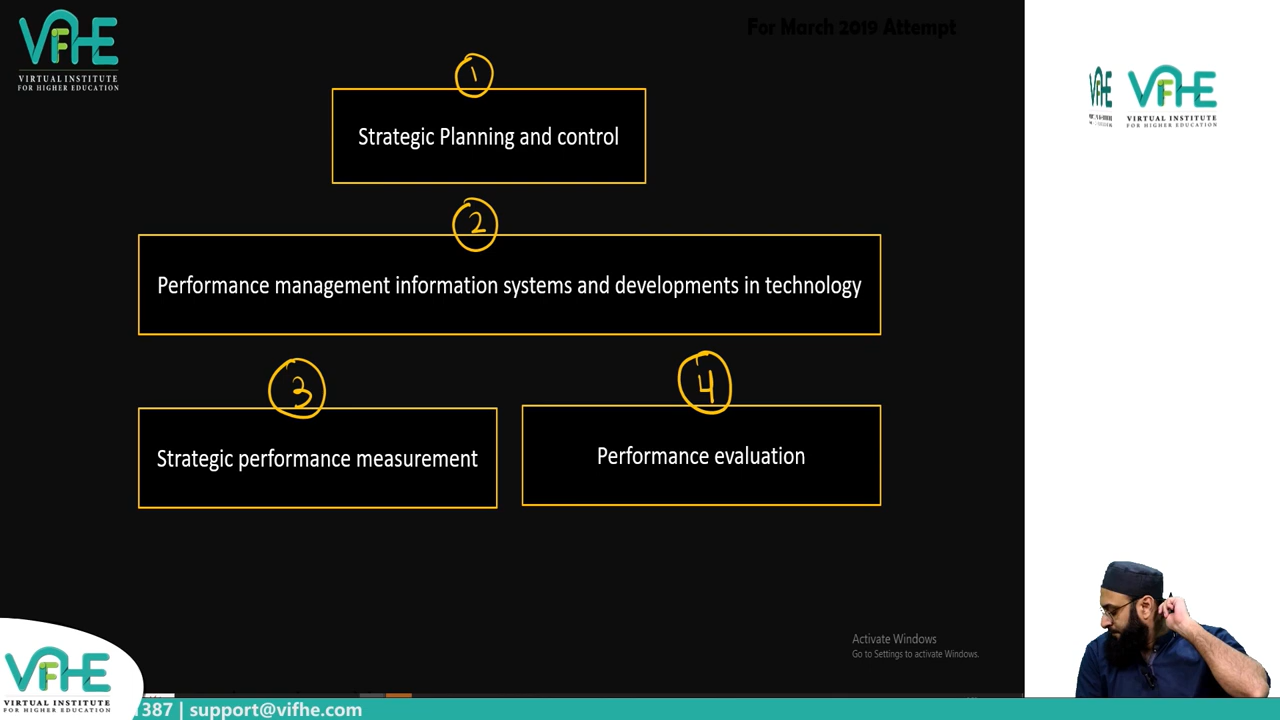 VFHE
VIRTUAL INSTITUTE
FOR HIGHER EDUCATION
For March 2019 Attempt
1
Strategic Planning and control
2
Performance management information systems and developments in technology
3
Strategic performance measurement
4
Performance evaluation
VFHE
VIRTUAL INSTITUTE
FOR HIGHER EDUCATION
Activate Windows
Go to Settings to activate Windows.
VFHE
VIRTUAL INSTITUTE
FOR HIGHER EDUCATION
1387 | support@vifhe.com